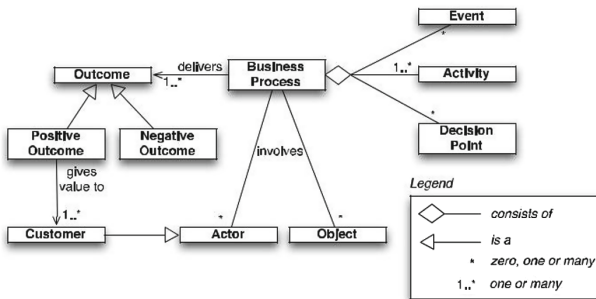 Event
*
delivers
Business
Process
Outcome
1..*
1..*
Activity
*
Positive
Outcome
Negative
Outcome
Decision
Point
involves
gives
value to
1..*
*
*
Customer
Actor
Object
Legend
consists of
is a
* zero, one or many
1..* one or many